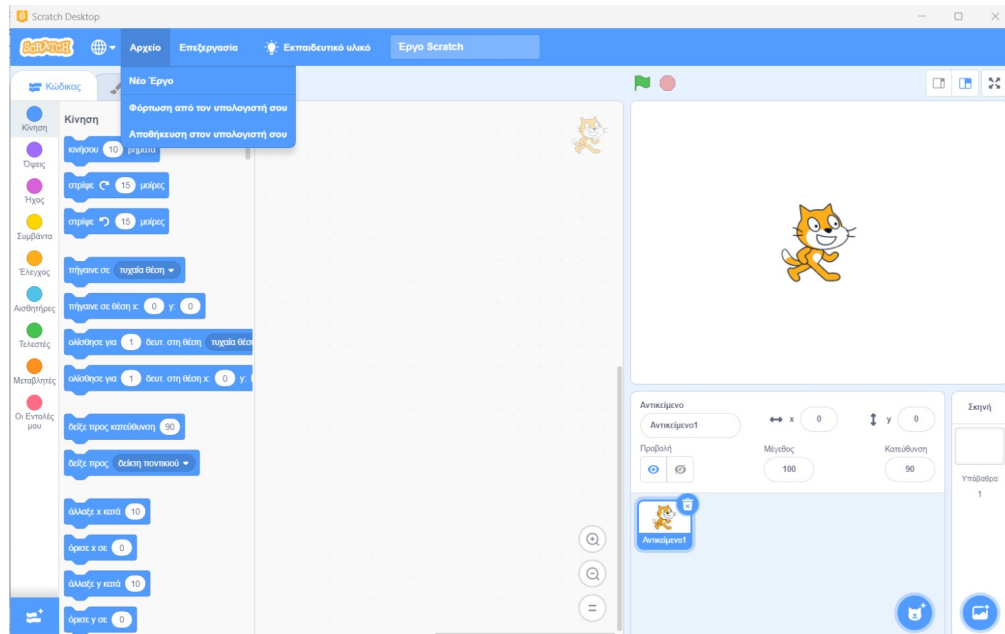 Scratch Desktop
SCRATCH Αρχείο Επεξεργασία Εκπαιδευτικό υλικό Έργο Scratch
Νέο Έργο
Φόρτωση από τον υπολογιστή σου
Αποθήκευση στον υπολογιστή σου
Κώδικας
Κίνηση
Όψεις
Ήχος
Συμβάντα
Έλεγχος
Αισθητήρες
Τελεστές
Μεταβλητές
Οι Εντολές
μου
Κίνηση
κινήσου 10 βήματα
στρίψε 15 μοίρες
στρίψε 15 μοίρες
πήγαινε σε τυχαία θέση
πήγαινε σε θέση x: 0 y: 0
ολίσθησε για 1 δευτ. στη θέση τυχαία
ολίσθησε για 1 δευτ. στη θέση x: 0 y:
δείξε προς κατεύθυνση 90
δείξε προς δείκτη ποντικιού
άλλαξε x κατά 10
όρισε x σε 0
άλλαξε y κατά 10
όρισε y σε 0
Αντικείμενο
Αντικείμενο1 x 0 y 0
Προβολή Μέγεθος Κατεύθυνση
100 90
Αντικείμενο1
Σκηνή
Υπόβαθρα
1